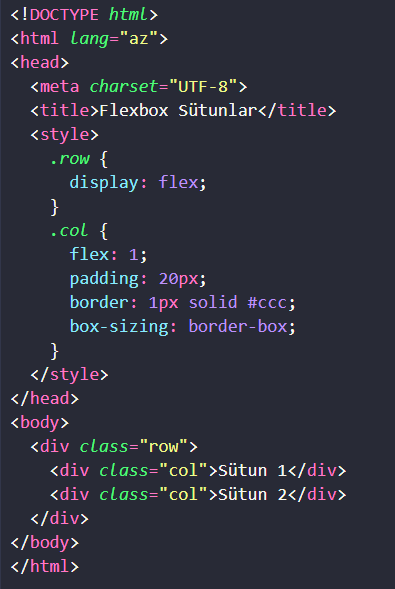 <!DOCTYPE html>
<html lang="az">
<head>
  <meta charset="UTF-8">
  <title>Flexbox Sütunlar</title>
  <style>
    .row {
      display: flex;
    }
    .col {
      flex: 1;
      padding: 20px;
      border: 1px solid #ccc;
      box-sizing: border-box;
    }
  </style>
</head>
<body>
  <div class="row">
    <div class="col">Sütun 1</div>
    <div class="col">Sütun 2</div>
  </div>
</body>
</html>